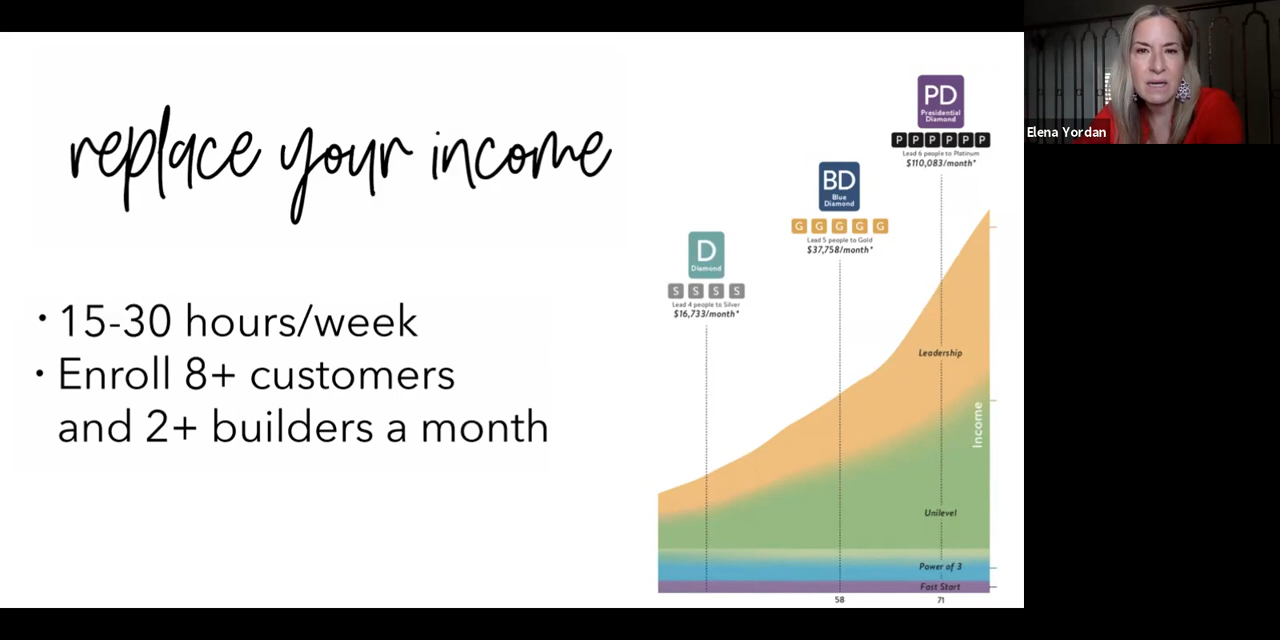 replace your income
• 15-30 hours/week
• Enroll 8+ customers
and 2+ builders a month
PD
Presidential
Diamond
P P P P P P
Lead 6 people to Platinum
$110,083/month*
BD
Blue
Diamond
G G G G G
Lead 5 people to Gold
$37,758/month*
D
Diamond
S S S S
Lead 4 people to Silver
$16,733/month*
Leadership
Income
Unilevel
Power of 3
Fast Start
58
71
Elena Yordan